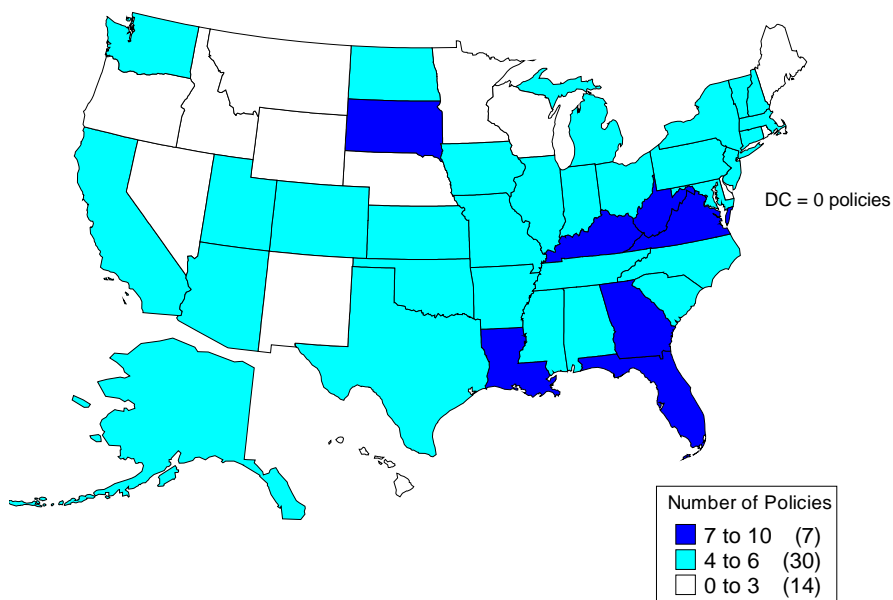 DC = 0 policies
Number of Policies
7 to 10 (7)
4 to 6 (30)
0 to 3 (14)